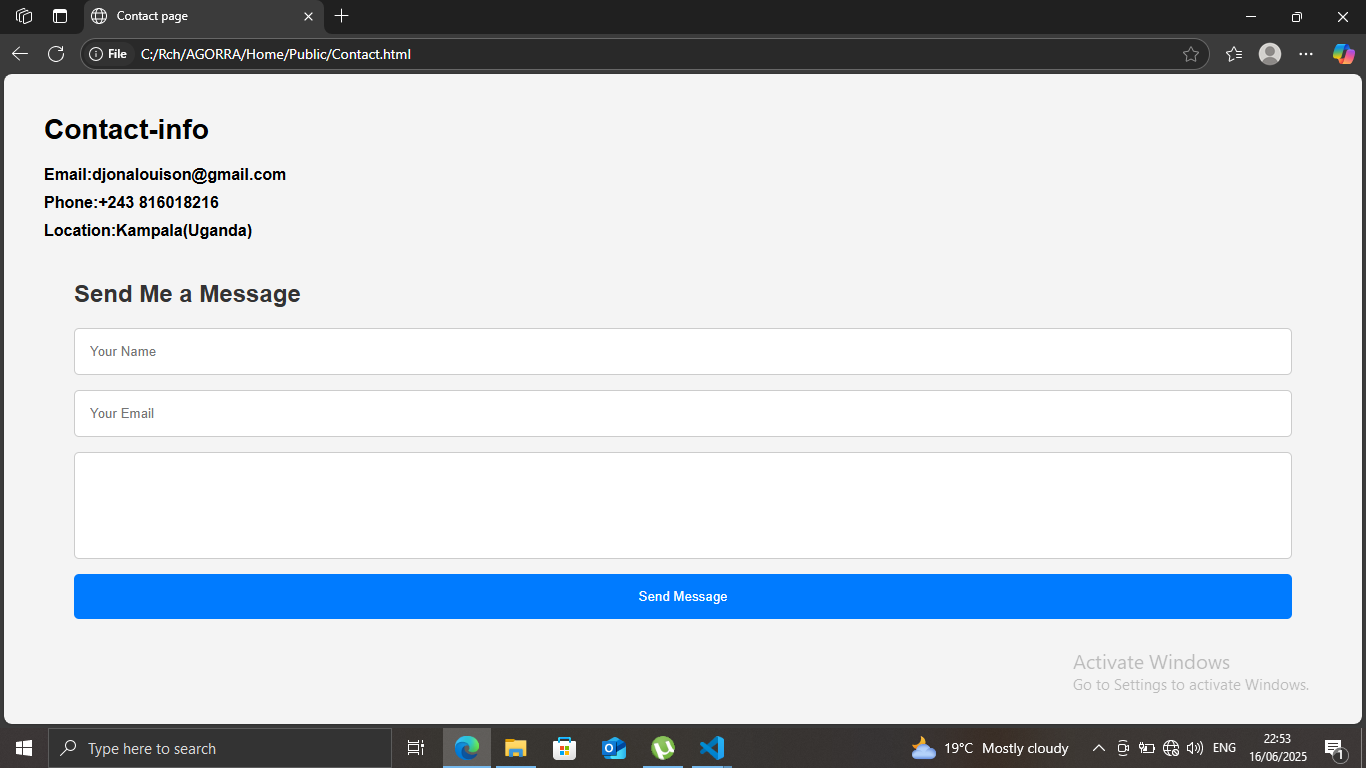 Contact page
File C:/Rch/AGORRA/Home/Public/Contact.html
Contact-info
Email:djonalouison@gmail.com
Phone:+243 816018216
Location:Kampala(Uganda)
Send Me a Message
Your Name
Your Email
Send Message
Activate Windows
Go to Settings to activate Windows.
Type here to search
19°C Mostly cloudy
ENG
22:53
16/06/2025
1